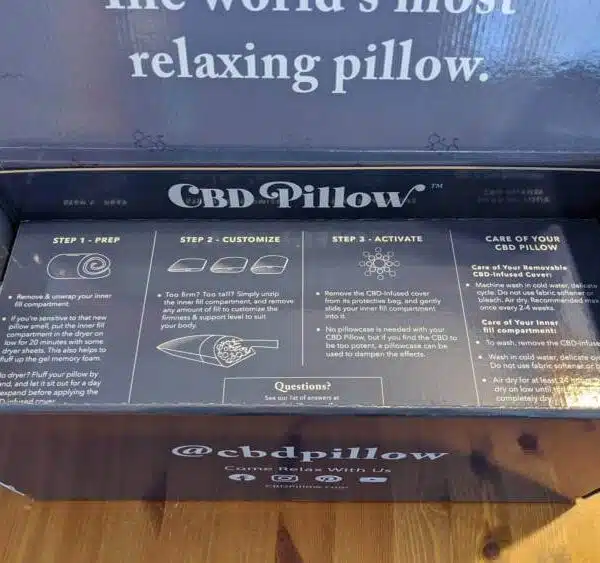 The world's most
relaxing pillow.
CBD Pillow™
STEP 1 - PREP
• Remove & unwrap your inner
fill compartment.
• If you're sensitive to that new
pillow smell, put the inner fill
compartment in the dryer on
low for 20 minutes with some
dryer sheets. This also helps to
fluff up the gel memory foam.
dryer? Fluff your pillow by
and let it sit out for a day
expand before applying the
cover
STEP 2 - CUSTOMIZE
• Too firm? Too tall? Simply unzip
the inner fill compartment, and remove
any amount of fill to customize the
firmness & support level to suit
your body.
Questions?
See our list of answers at
STEP 3 - ACTIVATE
• Remove the CBD-Infused cover
from its protective bag, and gently
slide your inner fill compartment
into it.
• No pillowcase is needed with your
CBD Pillow, but if you find the CBD to
be too potent, a pillowcase can be
used to dampen the effects.
CARE OF YOUR
CBD PILLOW
Care of Your Removable
CBD-Infused Cover:
• Machine wash in cold water, delicate
cycle. Do not use fabric softener or
bleach. Air dry. Recommended
once every 2-4 weeks.
Care of Your Inner
fill compartment:
• To wash, remove the CBD-Infused
• Wash in cold water, delicate
Do not use fabric softener or
• Air dry for at least 24
dry on low until
completely dry.
@cbdpillow
Come Relax With Us